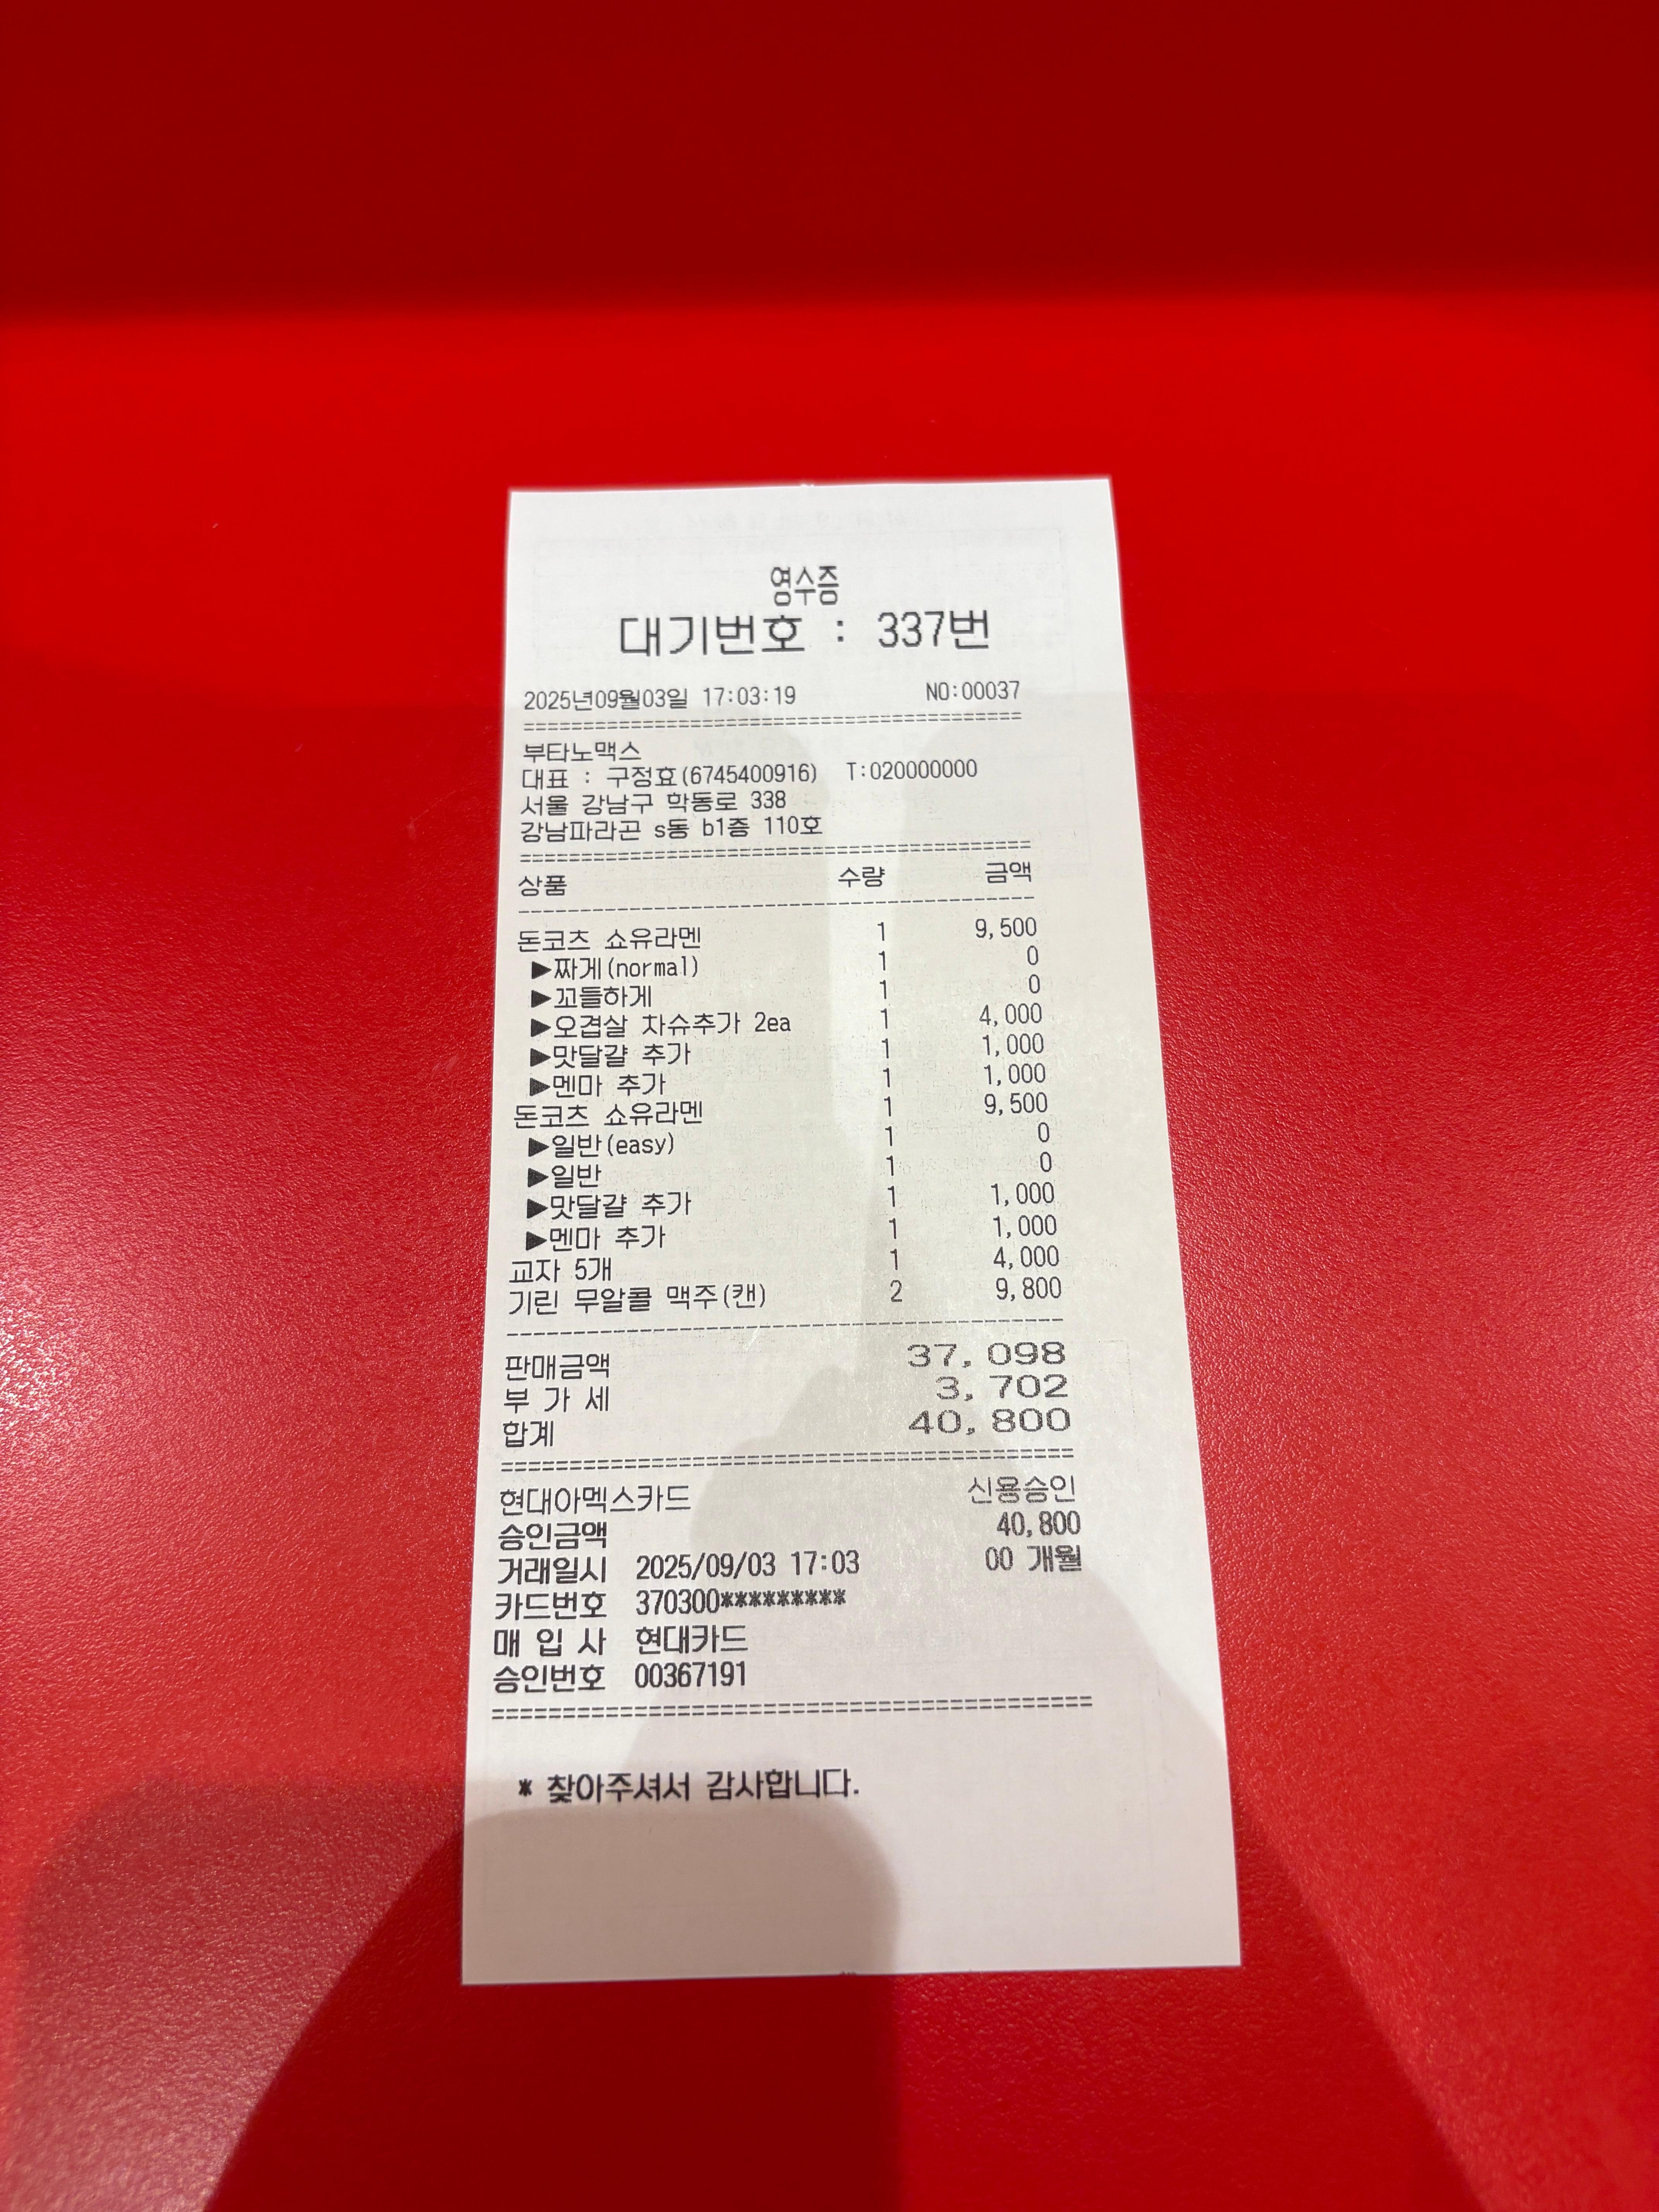 영수증
대기번호 : 337번
2025년09월03일 17:03:19 NO:00037
==========================================
부타노맥스
대표 : 구정효(6745400916) T:020000000
서울 강남구 학동로 338
강남파라곤 s동 b1층 110호
==========================================
상품 수량 금액
------------------------------------------
돈코츠 쇼유라멘 1 9,500
▶짜게(normal) 1 0
▶꼬들하게 1 0
▶오겹살 차슈추가 2ea 1 4,000
▶맛달걀 추가 1 1,000
▶멘마 추가 1 1,000
돈코츠 쇼유라멘 1 9,500
▶일반(easy) 1 0
▶일반 1 0
▶맛달걀 추가 1 1,000
▶멘마 추가 1 1,000
교자 5개 1 4,000
기린 무알콜 맥주(캔) 2 9,800
------------------------------------------
판매금액 37,098
부 가 세 3,702
합계 40,800
==========================================
현대아멕스카드 신용승인
승인금액 40,800
거래일시 2025/09/03 17:03 00 개월
카드번호 370300*********
매 입 사 현대카드
승인번호 00367191
==========================================
* 찾아주셔서 감사합니다.